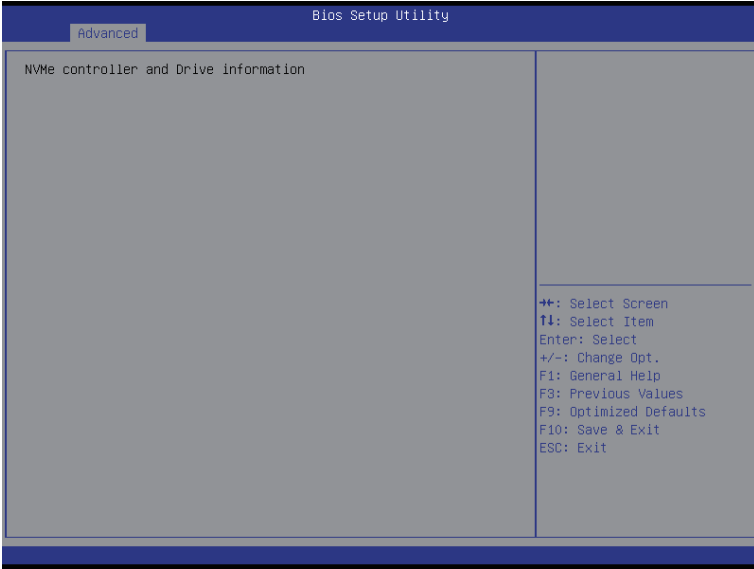 Bios Setup Utility
Advanced
NVMe controller and Drive information
→←: Select Screen
↑↓: Select Item
Enter: Select
+/-: Change Opt.
F1: General Help
F3: Previous Values
F9: Optimized Defaults
F10: Save & Exit
ESC: Exit